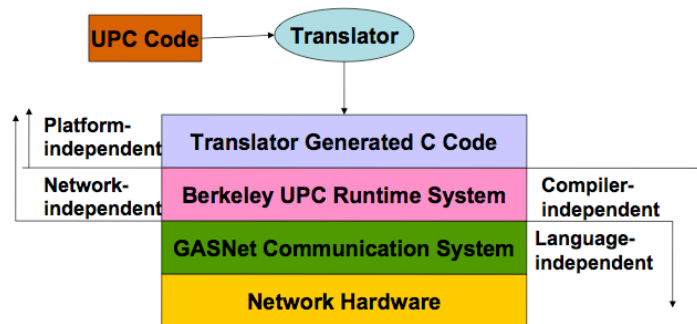 UPC Code
Translator
Platform-
independent
Translator Generated C Code
Network-
independent
Berkeley UPC Runtime System
Compiler-
independent
GASNet Communication System
Language-
independent
Network Hardware